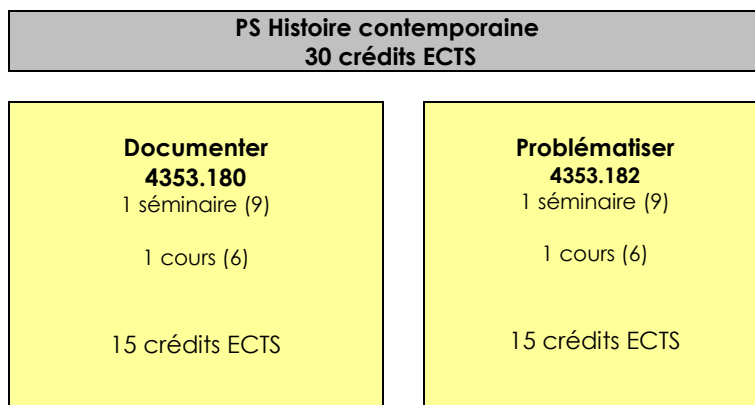 PS Histoire contemporaine
30 crédits ECTS
Documenter
4353.180
1 séminaire (9)
1 cours (6)
15 crédits ECTS
Problématiser
4353.182
1 séminaire (9)
1 cours (6)
15 crédits ECTS